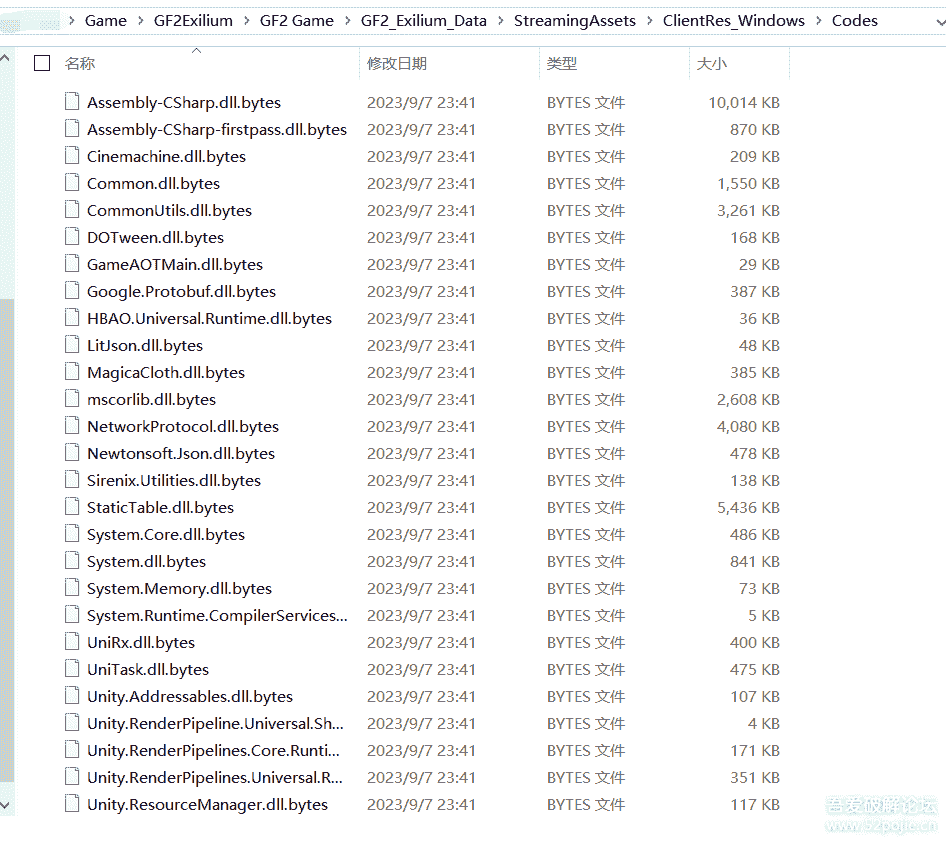 Game > GF2Exilium > GF2 Game > GF2_Exilium_Data > StreamingAssets > ClientRes_Windows > Codes
名称 修改日期 类型 大小
Assembly-CSharp.dll.bytes 2023/9/7 23:41 BYTES 文件 10,014 KB
Assembly-CSharp-firstpass.dll.bytes 2023/9/7 23:41 BYTES 文件 870 KB
Cinemachine.dll.bytes 2023/9/7 23:41 BYTES 文件 209 KB
Common.dll.bytes 2023/9/7 23:41 BYTES 文件 1,550 KB
CommonUtils.dll.bytes 2023/9/7 23:41 BYTES 文件 3,261 KB
DOTween.dll.bytes 2023/9/7 23:41 BYTES 文件 168 KB
GameAOTMain.dll.bytes 2023/9/7 23:41 BYTES 文件 29 KB
Google.Protobuf.dll.bytes 2023/9/7 23:41 BYTES 文件 387 KB
HBAO.Universal.Runtime.dll.bytes 2023/9/7 23:41 BYTES 文件 36 KB
LitJson.dll.bytes 2023/9/7 23:41 BYTES 文件 48 KB
MagicaCloth.dll.bytes 2023/9/7 23:41 BYTES 文件 385 KB
mscorlib.dll.bytes 2023/9/7 23:41 BYTES 文件 2,608 KB
NetworkProtocol.dll.bytes 2023/9/7 23:41 BYTES 文件 4,080 KB
Newtonsoft.Json.dll.bytes 2023/9/7 23:41 BYTES 文件 478 KB
Sirenix.Utilities.dll.bytes 2023/9/7 23:41 BYTES 文件 138 KB
StaticTable.dll.bytes 2023/9/7 23:41 BYTES 文件 5,436 KB
System.Core.dll.bytes 2023/9/7 23:41 BYTES 文件 486 KB
System.dll.bytes 2023/9/7 23:41 BYTES 文件 841 KB
System.Memory.dll.bytes 2023/9/7 23:41 BYTES 文件 73 KB
System.Runtime.CompilerServices... 2023/9/7 23:41 BYTES 文件 5 KB
UniRx.dll.bytes 2023/9/7 23:41 BYTES 文件 400 KB
UniTask.dll.bytes 2023/9/7 23:41 BYTES 文件 475 KB
Unity.Addressables.dll.bytes 2023/9/7 23:41 BYTES 文件 107 KB
Unity.RenderPipeline.Universal.Sh... 2023/9/7 23:41 BYTES 文件 4 KB
Unity.RenderPipelines.Core.Runti... 2023/9/7 23:41 BYTES 文件 171 KB
Unity.RenderPipelines.Universal.R... 2023/9/7 23:41 BYTES 文件 351 KB
Unity.ResourceManager.dll.bytes 2023/9/7 23:41 BYTES 文件 117 KB
吾爱破解论坛
www.52pojie.cn